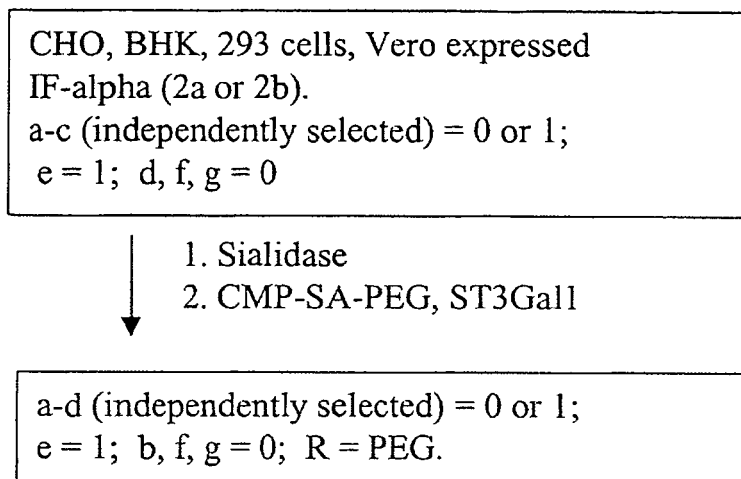 CHO, BHK, 293 cells, Vero expressed
IF-alpha (2a or 2b).
a-c (independently selected) = 0 or 1;
e = 1; d, f, g = 0
1. Sialidase
2. CMP-SA-PEG, ST3Gal1
a-d (independently selected) = 0 or 1;
e = 1; b, f, g = 0; R = PEG.